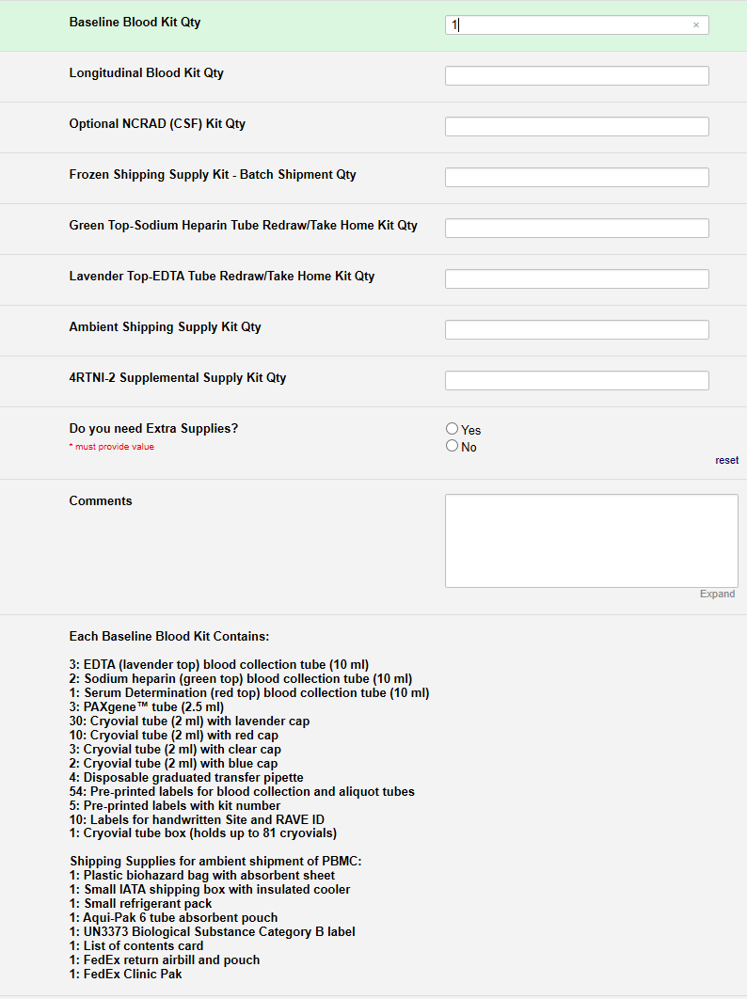 Baseline Blood Kit Qty
1
×
Longitudinal Blood Kit Qty
Optional NCRAD (CSF) Kit Qty
Frozen Shipping Supply Kit - Batch Shipment Qty
Green Top-Sodium Heparin Tube Redraw/Take Home Kit Qty
Lavender Top-EDTA Tube Redraw/Take Home Kit Qty
Ambient Shipping Supply Kit Qty
4RTNI-2 Supplemental Supply Kit Qty
Do you need Extra Supplies?
* must provide value
Yes
No
reset
Comments
Expand
Each Baseline Blood Kit Contains:
3: EDTA (lavender top) blood collection tube (10 ml)
2: Sodium heparin (green top) blood collection tube (10 ml)
1: Serum Determination (red top) blood collection tube (10 ml)
3: PAXgene™ tube (2.5 ml)
30: Cryovial tube (2 ml) with lavender cap
10: Cryovial tube (2 ml) with red cap
3: Cryovial tube (2 ml) with clear cap
2: Cryovial tube (2 ml) with blue cap
4: Disposable graduated transfer pipette
54: Pre-printed labels for blood collection and aliquot tubes
5: Pre-printed labels with kit number
10: Labels for handwritten Site and RAVE ID
1: Cryovial tube box (holds up to 81 cryovials)
Shipping Supplies for ambient shipment of PBMC:
1: Plastic biohazard bag with absorbent sheet
1: Small IATA shipping box with insulated cooler
1: Small refrigerant pack
1: Aqui-Pak 6 tube absorbent pouch
1: UN3373 Biological Substance Category B label
1: List of contents card
1: FedEx return airbill and pouch
1: FedEx Clinic Pak